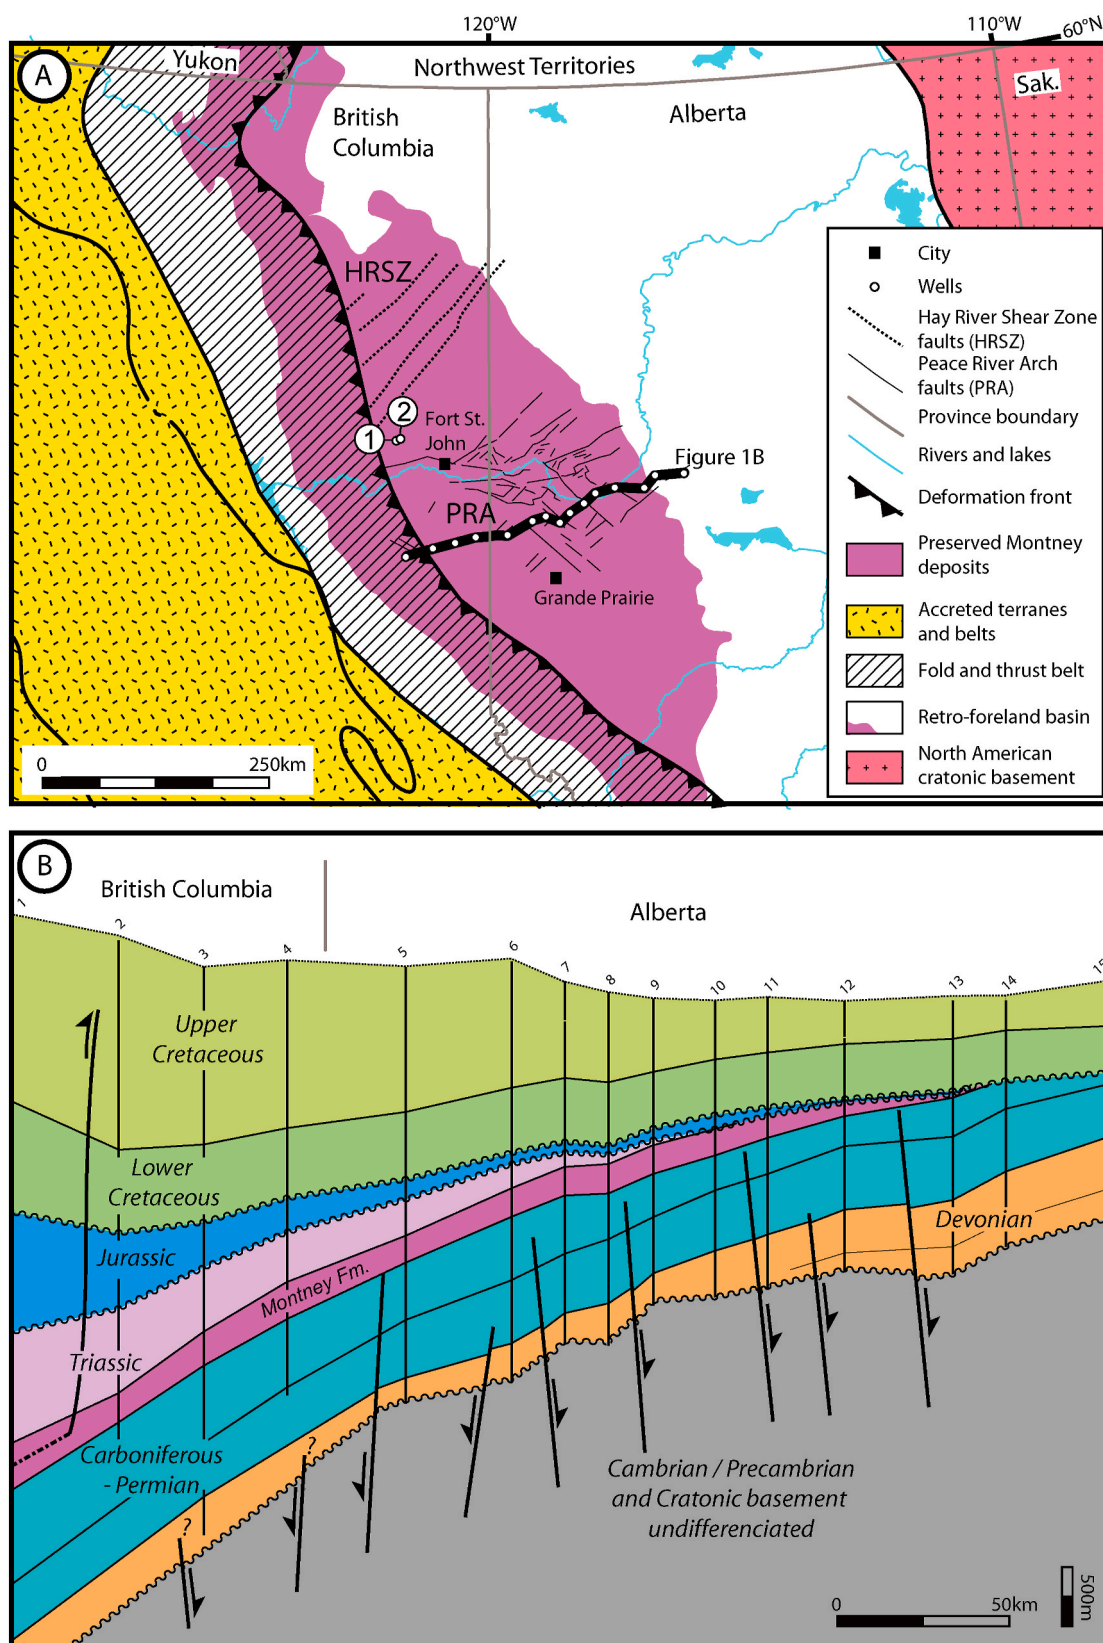 120°W
110°W
60°N
A
Yukon
Northwest Territories
Sak.
British
Columbia
Alberta
HRSZ
City
Wells
Hay River Shear Zone
faults (HRSZ)
Peace River Arch
faults (PRA)
Province boundary
Rivers and lakes
Deformation front
Preserved Montney
deposits
Accreted terranes
and belts
Fold and thrust belt
Retro-foreland basin
North American
cratonic basement
2
1
Fort St.
John
Figure 1B
PRA
Grande Prairie
0
250km
B
British Columbia
Alberta
1
2
3
4
5
6
7
8
9
10
11
12
13
14
15
Upper
Cretaceous
Lower
Cretaceous
Jurassic
Montney Fm.
Triassic
Devonian
Carboniferous
- Permian
?
?
Cambrian / Precambrian
and Cratonic basement
undifferenciated
0
50km
500m